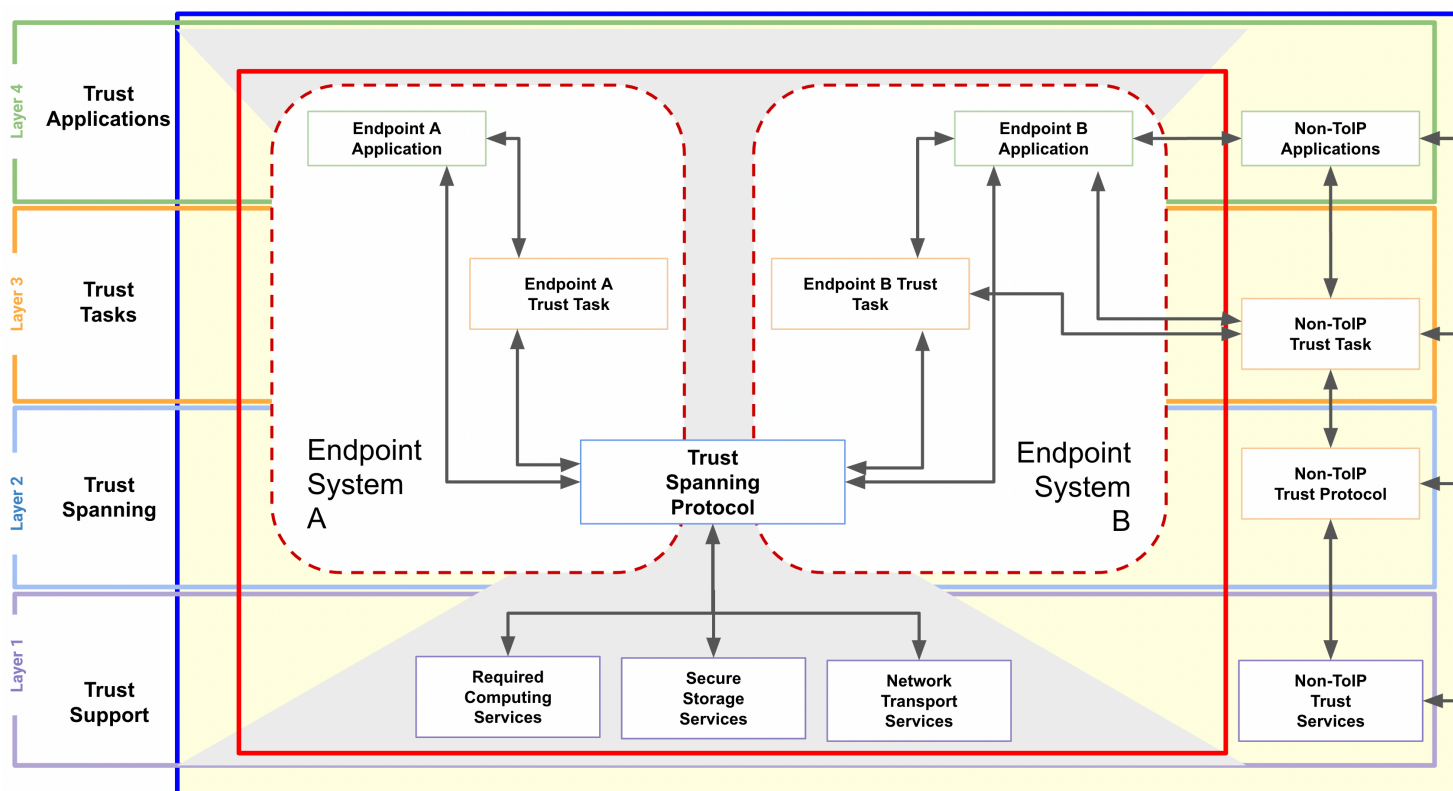 Layer 4
Trust
Applications
Endpoint A
Application
Endpoint B
Application
Non-ToIP
Applications
Layer 3
Trust
Tasks
Endpoint A
Trust Task
Endpoint B Trust
Task
Non-ToIP
Trust Task
Layer 2
Trust
Spanning
Endpoint
System
A
Trust
Spanning
Protocol
Endpoint
System
B
Non-ToIP
Trust Protocol
Layer 1
Trust
Support
Required
Computing
Services
Secure
Storage
Services
Network
Transport
Services
Non-ToIP
Trust
Services